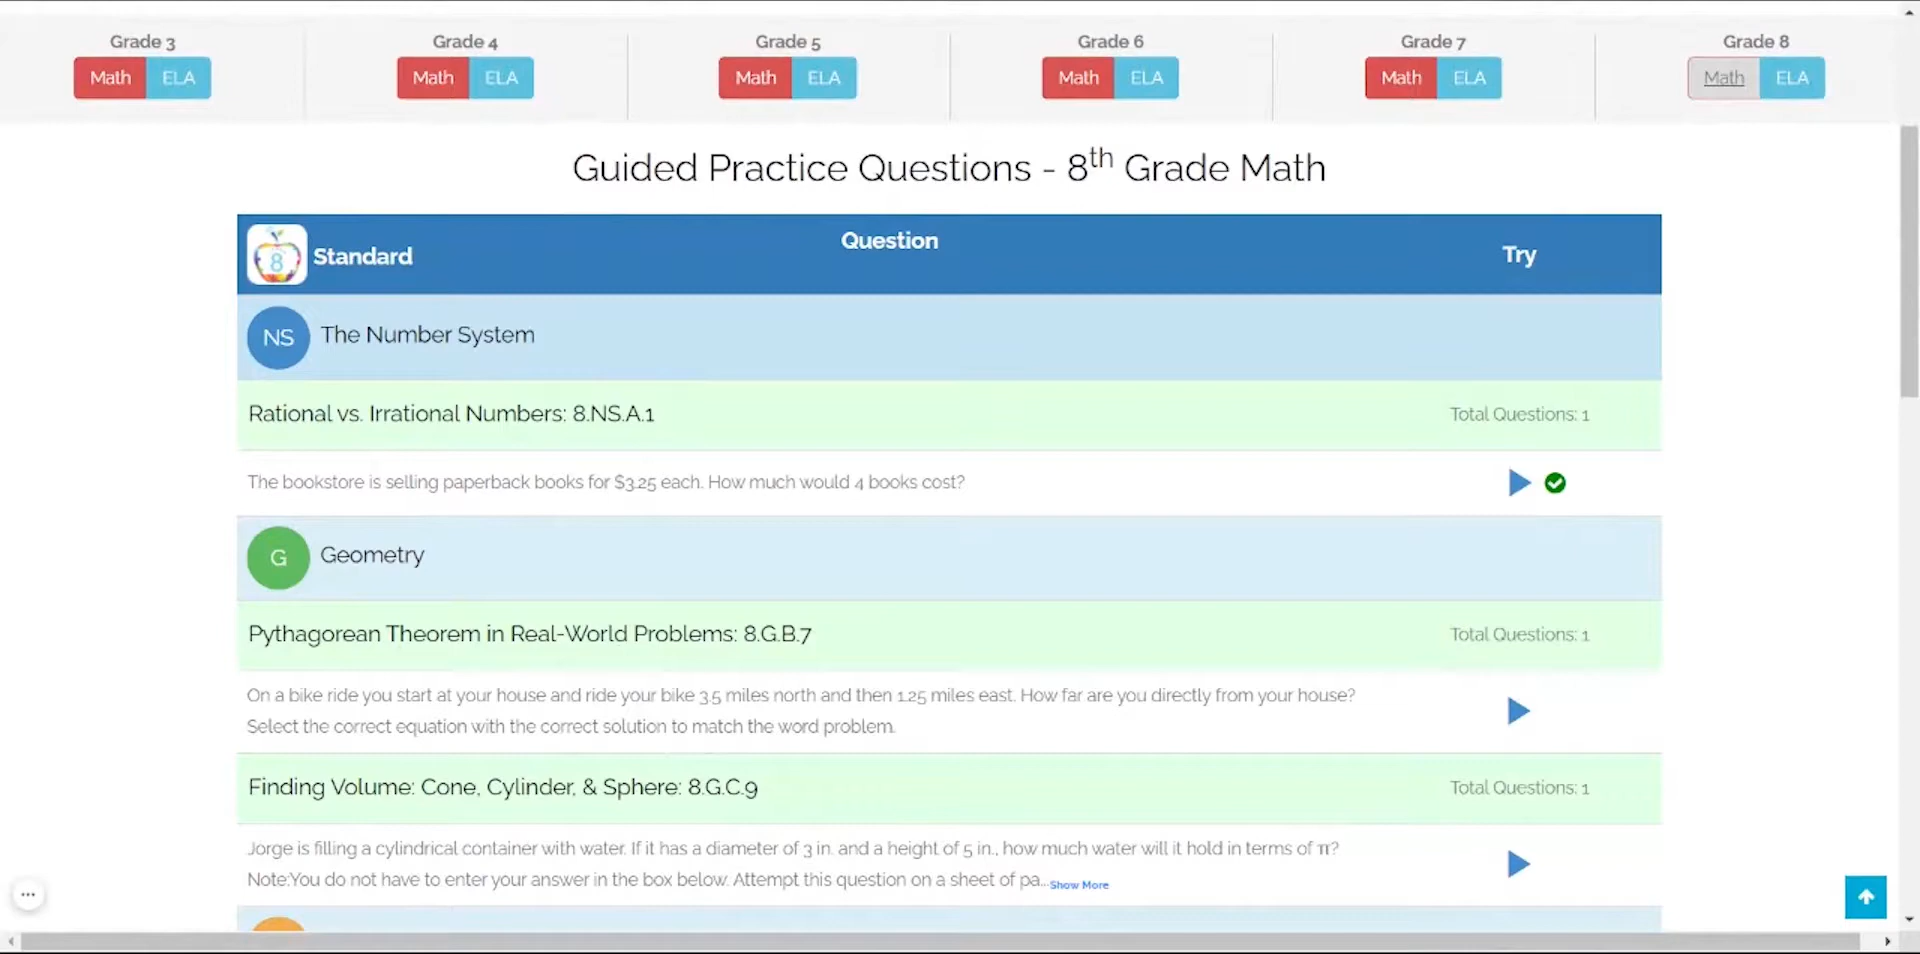 Grade 3
Math ELA
Grade 4
Math ELA
Grade 5
Math ELA
Grade 6
Math ELA
Grade 7
Math ELA
Grade 8
Math ELA
Guided Practice Questions - 8th Grade Math
8 Standard Question Try
NS The Number System
Rational vs. Irrational Numbers: 8.NS.A.1 Total Questions: 1
The bookstore is selling paperback books for $3.25 each. How much would 4 books cost?
G Geometry
Pythagorean Theorem in Real-World Problems: 8.G.B.7 Total Questions: 1
On a bike ride you start at your house and ride your bike 3.5 miles north and then 1.25 miles east. How far are you directly from your house?
Select the correct equation with the correct solution to match the word problem.
Finding Volume: Cone, Cylinder, & Sphere: 8.G.C.9 Total Questions: 1
Jorge is filling a cylindrical container with water. If it has a diameter of 3 in. and a height of 5 in., how much water will it hold in terms of π?
Note:You do not have to enter your answer in the box below. Attempt this question on a sheet of pa... Show More